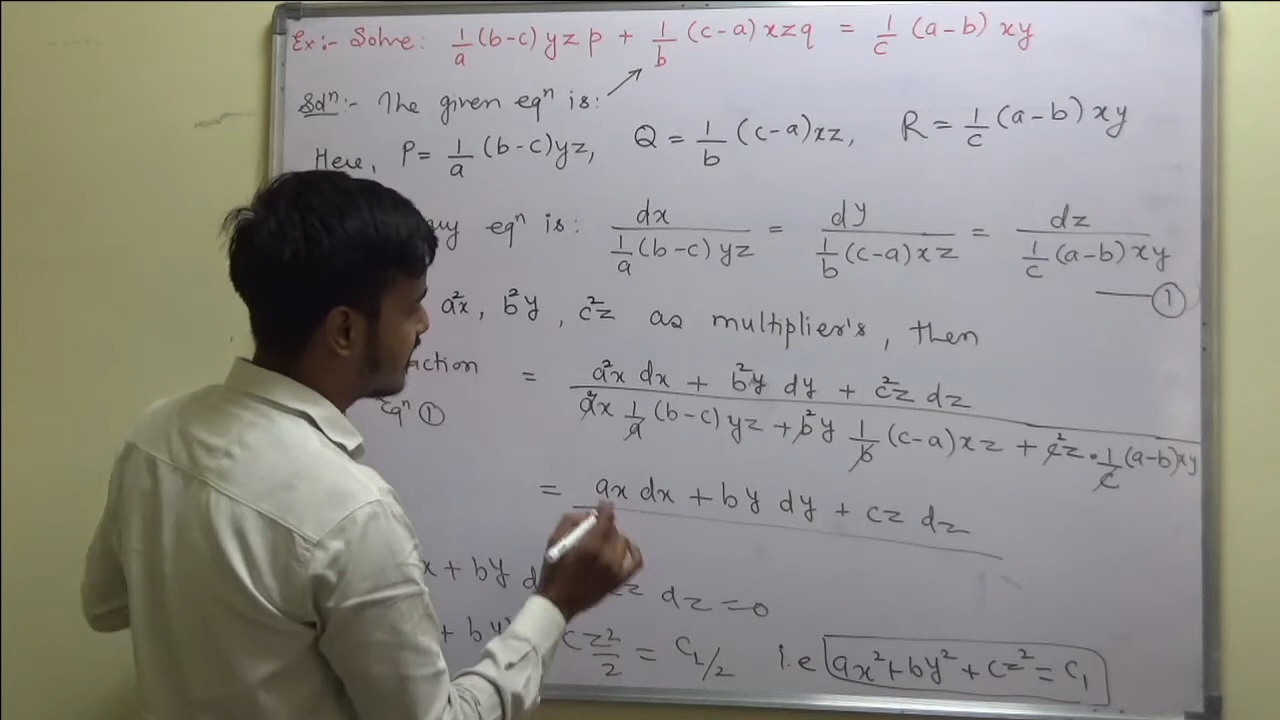 Ex:- Solve: 1/a (b-c) yz p + 1/b (c-a) xzq = 1/c (a-b) xy
Solⁿ:- The given eqⁿ is:
Here, P = 1/a (b-c)yz, Q = 1/b (c-a)xz, R = 1/c (a-b) xy
eqⁿ is: dx / 1/a (b-c) yz = dy / 1/b (c-a) xz = dz / 1/c (a-b) xy
—①
a²x, b²y, c²z as multiplier's, then
= a²x dx + b²y dy + c²z dz / a²x 1/a (b-c) yz + b²y 1/b (c-a) xz + c²z · 1/c (a-b) xy
Eqⁿ ①
= ax dx + by dy + cz dz
x + by d z dz = 0
+ by cz²/2 = C₁/2 i.e ax² + by² + cz² = C₁